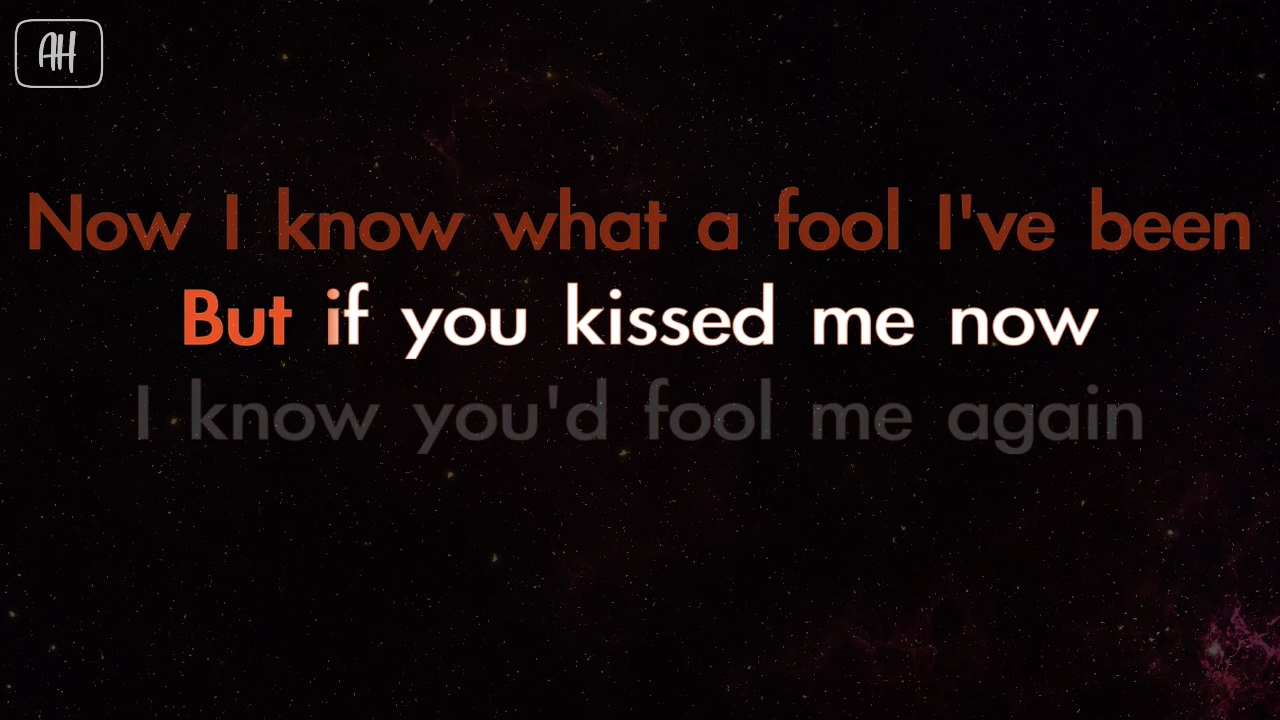 AH
Now I know what a fool I've been
But if you kissed me now
I know you'd fool me again